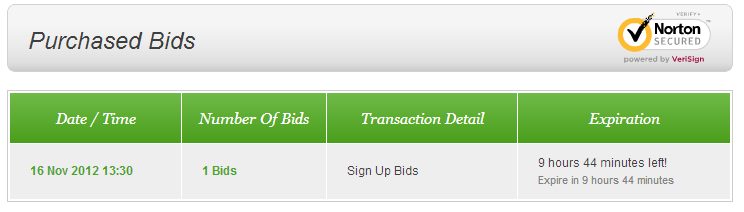 Purchased Bids
VERIFY▸
Norton
SECURED
powered by VeriSign
Date / Time
Number Of Bids
Transaction Detail
Expiration
16 Nov 2012 13:30
1 Bids
Sign Up Bids
9 hours 44 minutes left!
Expire in 9 hours 44 minutes